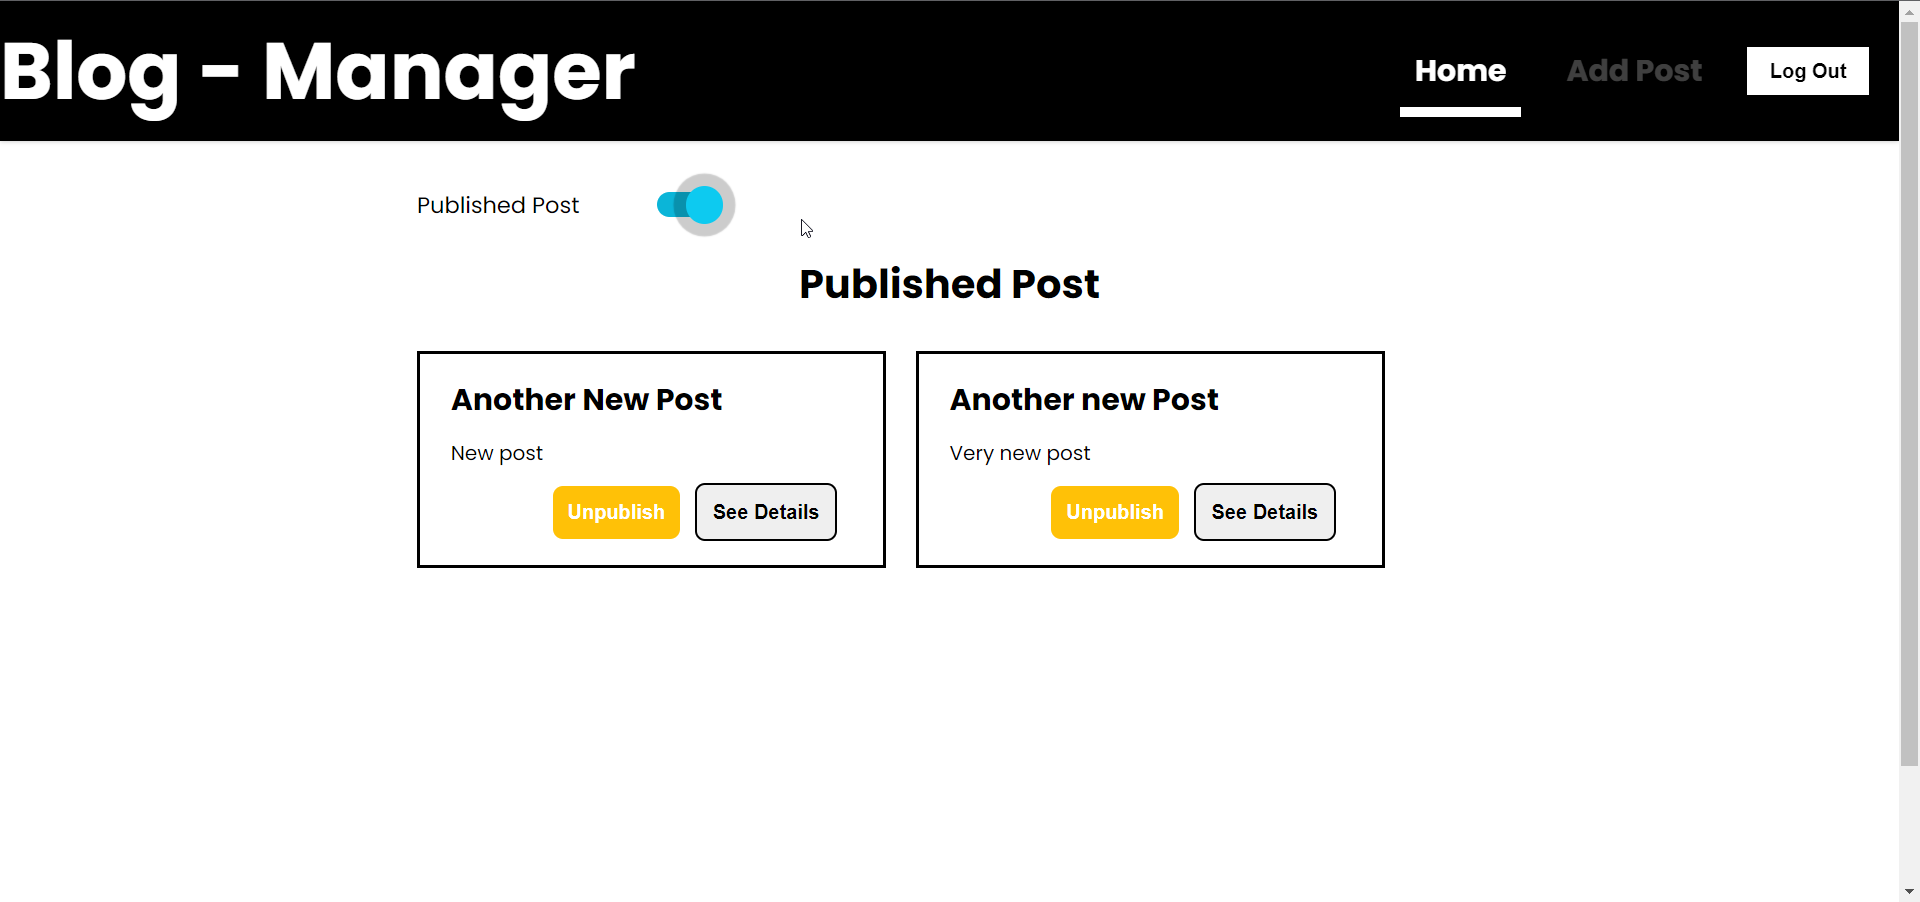 Blog - Manager
Home
Add Post
Log Out
Published Post
Published Post
Another New Post
New post
Unpublish
See Details
Another new Post
Very new post
Unpublish
See Details